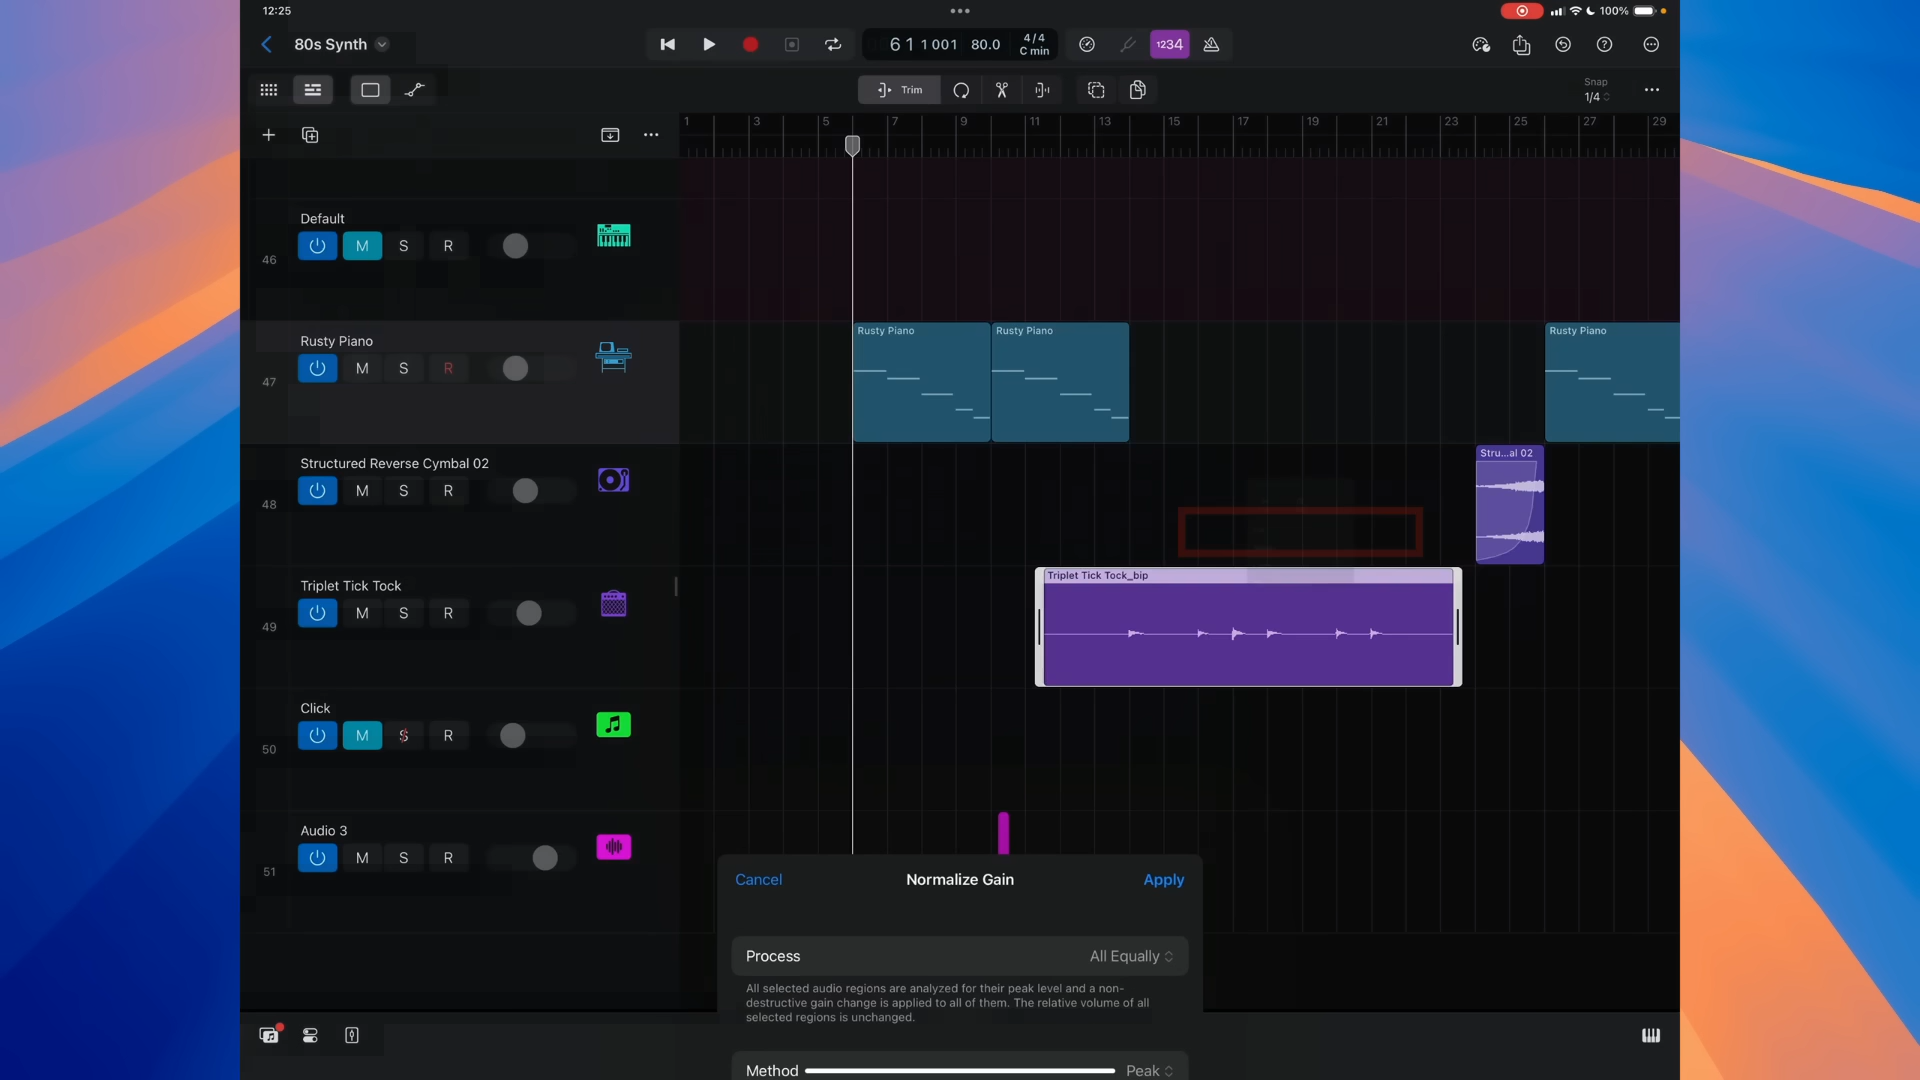 12:25
100%
80s Synth
6 1 1 001
80.0
4/4
C min
1234
Trim
Snap
1/4
1
3
5
7
9
11
13
15
17
19
21
23
25
27
29
Default
M
S
R
46
Rusty Piano
M
S
R
47
Rusty Piano
Rusty Piano
Rusty Piano
Structured Reverse Cymbal 02
M
S
R
48
Stru...al 02
Triplet Tick Tock
M
S
R
49
Triplet Tick Tock_bip
Click
M
S
R
50
Audio 3
M
S
R
51
Cancel
Normalize Gain
Apply
Process
All Equally
All selected audio regions are analyzed for their peak level and a non-
destructive gain change is applied to all of them. The relative volume of all
selected regions is unchanged.
Method
Peak